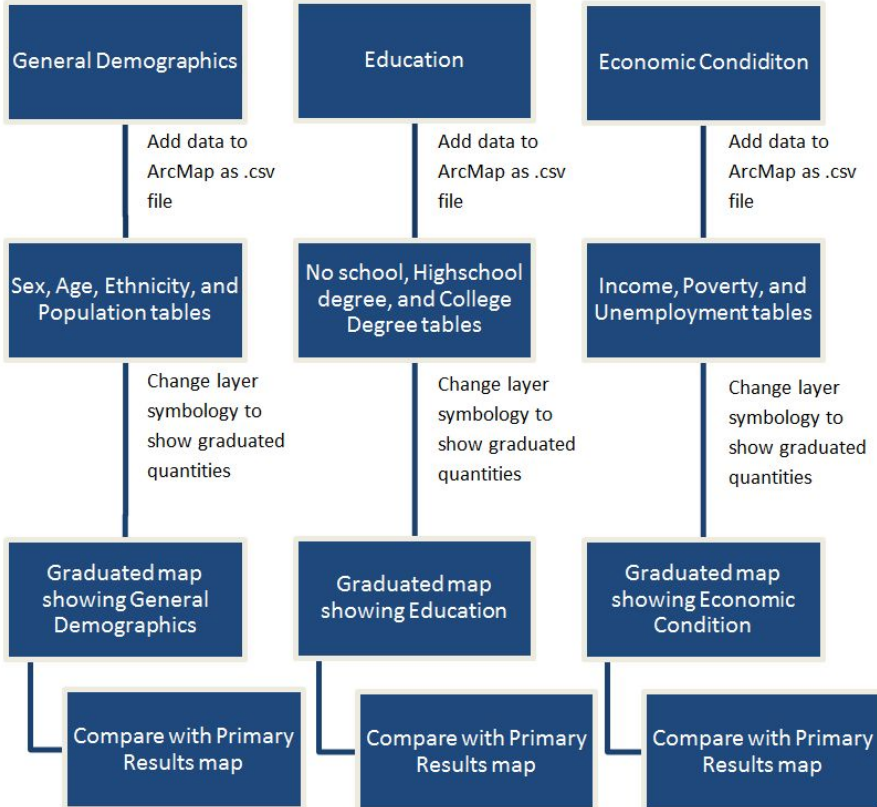 General Demographics
Add data to
ArcMap as .csv
file
Sex, Age, Ethnicity, and
Population tables
Change layer
symbology to
show graduated
quantities
Graduated map
showing General
Demographics
Compare with Primary
Results map
Education
Add data to
ArcMap as .csv
file
No school, Highschool
degree, and College
Degree tables
Change layer
symbology to
show graduated
quantities
Graduated map
showing Education
Compare with Primary
Results map
Economic Condiditon
Add data to
ArcMap as .csv
file
Income, Poverty, and
Unemployment tables
Change layer
symbology to
show graduated
quantities
Graduated map
showing Economic
Condition
Compare with Primary
Results map